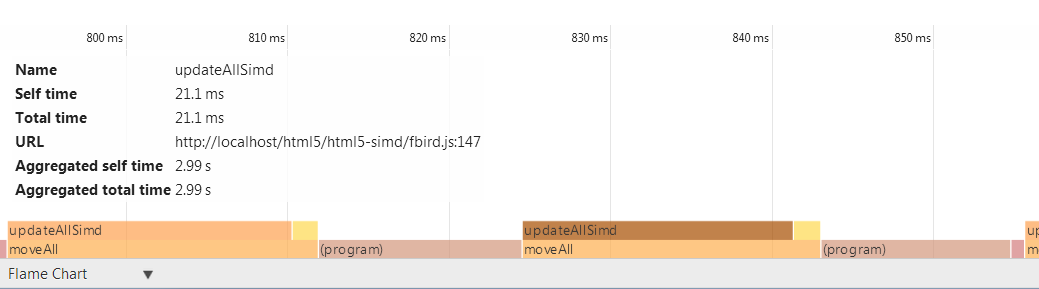 800 ms 810 ms 820 ms 830 ms 840 ms 850 ms
Name updateAllSimd
Self time 21.1 ms
Total time 21.1 ms
URL http://localhost/html5/html5-simd/fbird.js:147
Aggregated self time 2.99 s
Aggregated total time 2.99 s
updateAllSimd updateAllSimd up
moveAll (program) moveAll (program) m
Flame Chart ▼